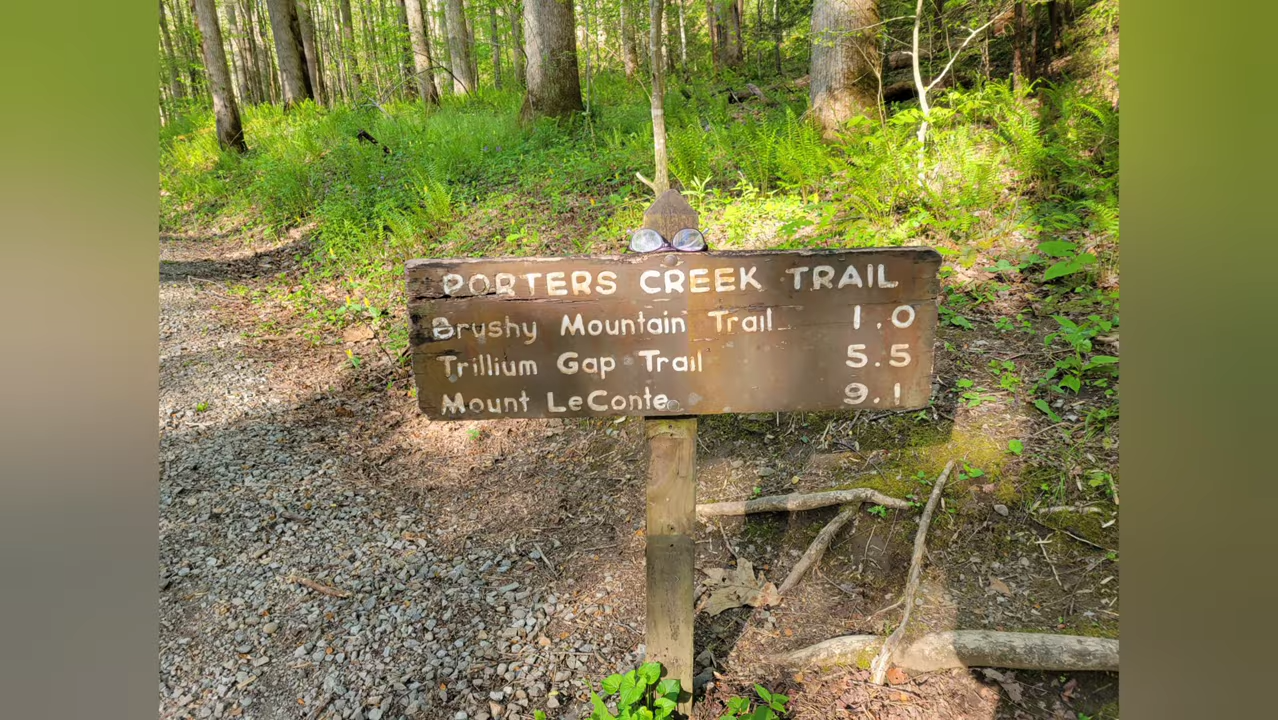 PORTERS CREEK TRAIL
Brushy Mountain Trail 1.0
Trillium Gap Trail 5.5
Mount LeConte 9.1